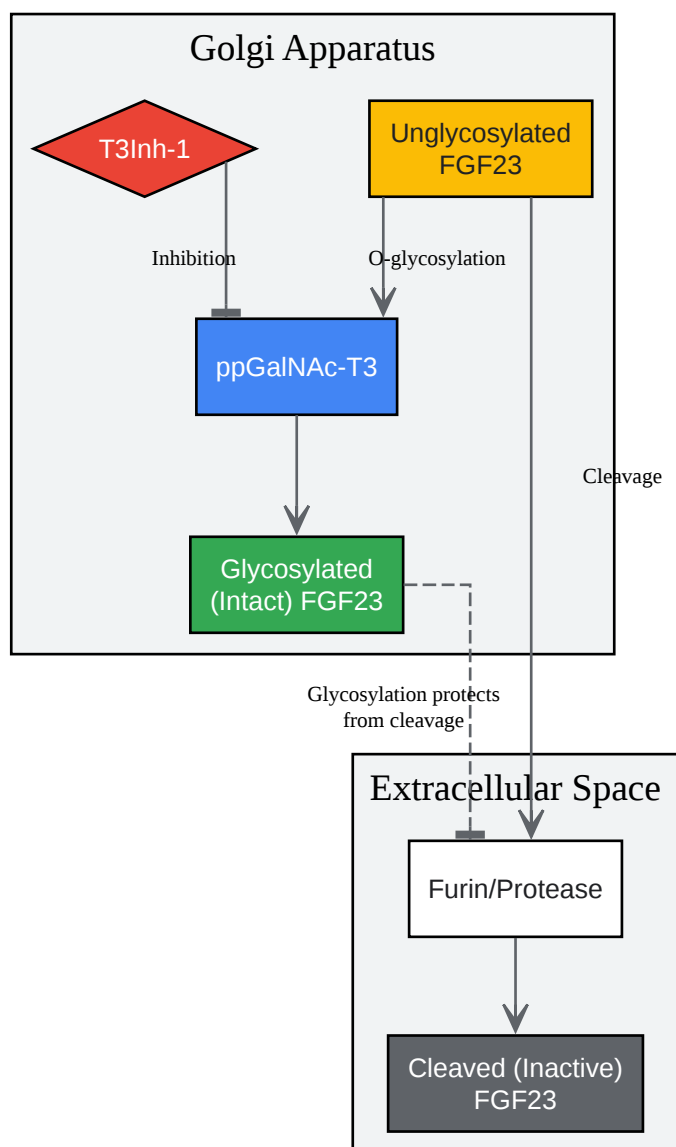 Golgi Apparatus
T3Inh-1
Unglycosylated
FGF23
Inhibition
O-glycosylation
ppGalNAc-T3
Cleavage
Glycosylated
(Intact) FGF23
Glycosylation protects
from cleavage
Extracellular Space
Furin/Protease
Cleaved (Inactive)
FGF23